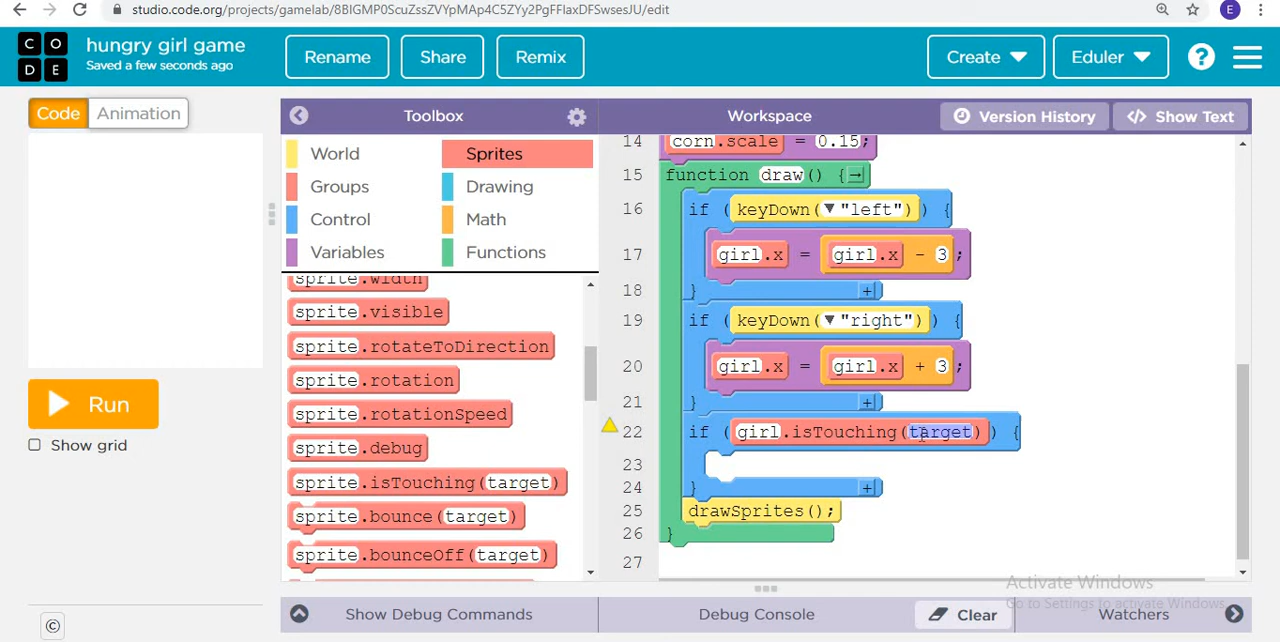 studio.code.org/projects/gamelab/8BIGMP0ScuZssZVYpMAp4C5ZYy2PgFFlaxDFSwsesJU/edit
E
C O D E
hungry girl game
Saved a few seconds ago
Rename
Share
Remix
Create
Eduler
?
Code
Animation
Toolbox
Workspace
Version History
</> Show Text
World
Sprites
Groups
Drawing
Control
Math
Variables
Functions
sprite.width
sprite.visible
sprite.rotateToDirection
sprite.rotation
sprite.rotationSpeed
sprite.debug
sprite.isTouching(target)
sprite.bounce(target)
sprite.bounceOff(target)
14 corn.scale = 0.15;
15 function draw() {
16 if (keyDown("left")) {
17 girl.x = girl.x - 3;
18 }
19 if (keyDown("right")) {
20 girl.x = girl.x + 3;
21 }
22 if (girl.isTouching(target)) {
23
24 }
25 drawSprites();
26 }
27
Run
Show grid
Activate Windows
Go to Settings to activate Windows.
©
Show Debug Commands
Debug Console
Clear
Watchers